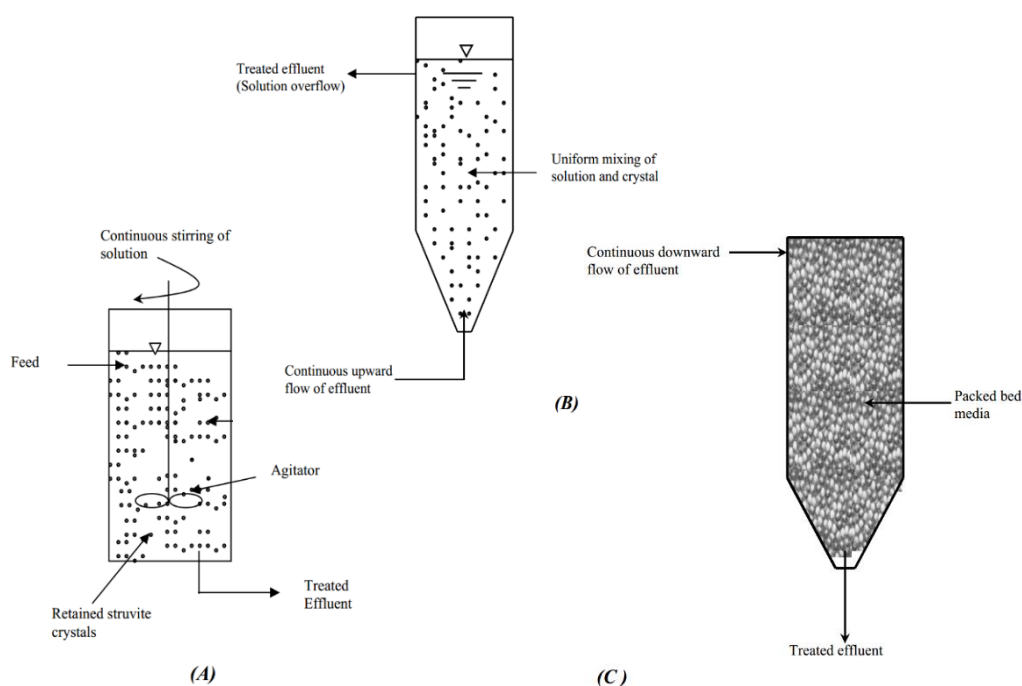 Treated effluent
(Solution overflow)
Uniform mixing of
solution and crystal
Continuous upward
flow of effluent
(B)
Continuous stirring of
solution
Feed
Agitator
Retained struvite
crystals
Treated
Effluent
(A)
Continuous downward
flow of effluent
Packed bed
media
Treated effluent
(C )